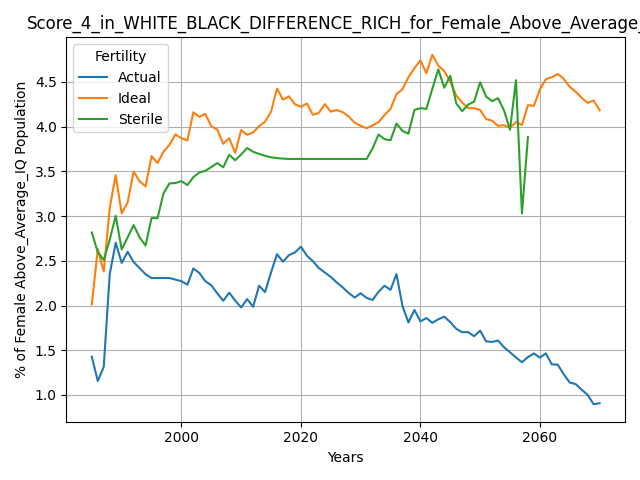 Score_4_in_WHITE_BLACK_DIFFERENCE_RICH_for_Female_Above_Average_
Fertility
Actual
Ideal
Sterile
% of Female Above_Average_IQ Population
4.5
4.0
3.5
3.0
2.5
2.0
1.5
1.0
2000
2020
2040
2060
Years